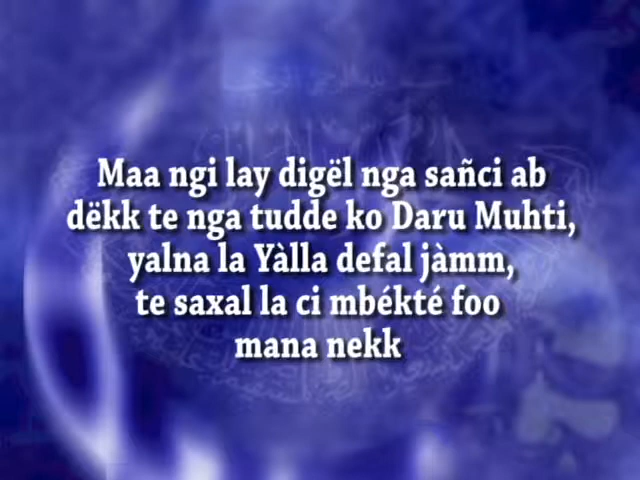 Maa ngi lay digël nga sañci ab
dëkk te nga tudde ko Daru Muhti,
yalna la Yàlla defal jàmm,
te saxal la ci mbékté foo
mana nekk